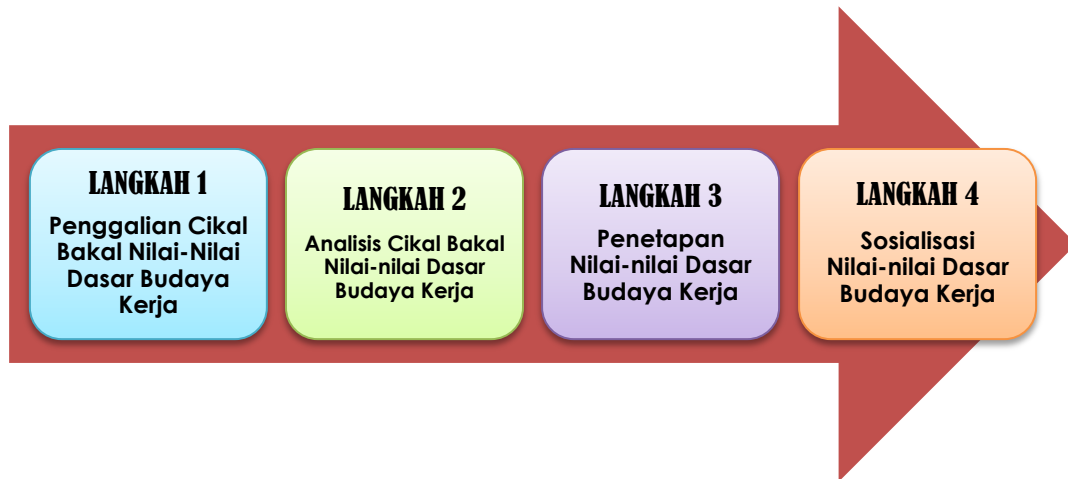 LANGKAH 1
Penggalian Cikal
Bakal Nilai-Nilai
Dasar Budaya
Kerja
LANGKAH 2
Analisis Cikal Bakal
Nilai-nilai Dasar
Budaya Kerja
LANGKAH 3
Penetapan
Nilai-nilai Dasar
Budaya Kerja
LANGKAH 4
Sosialisasi
Nilai-nilai Dasar
Budaya Kerja